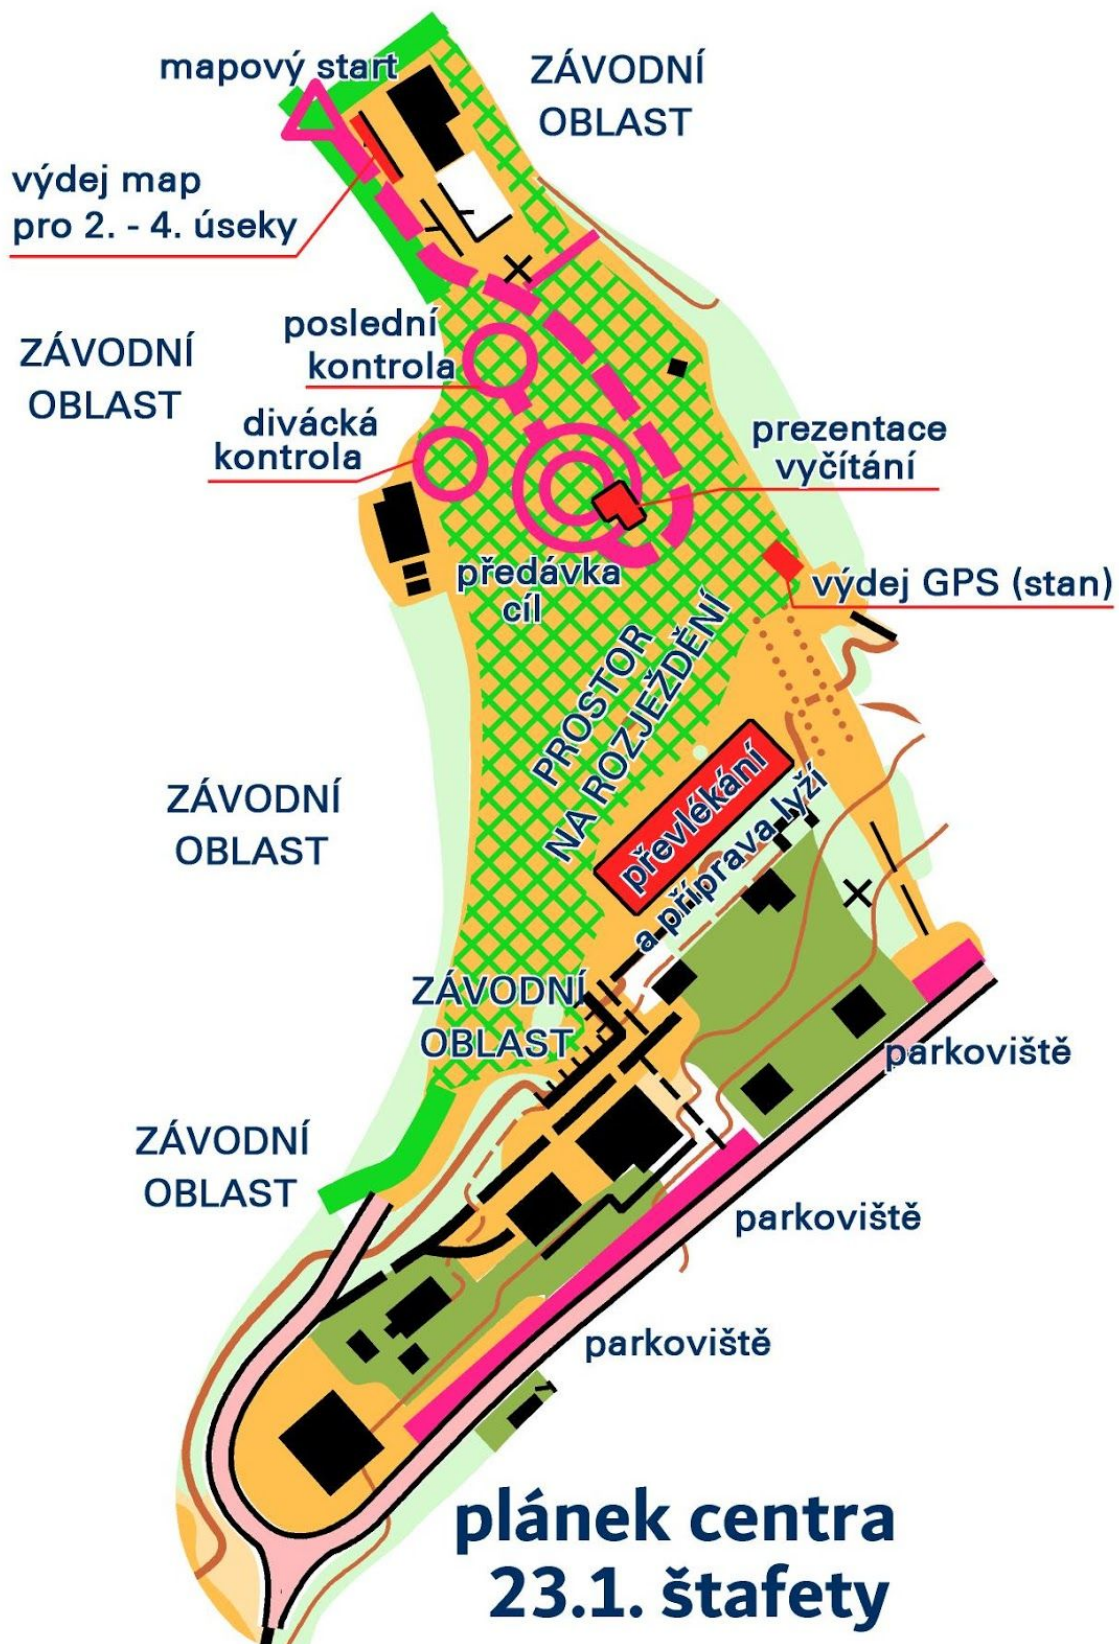 mapový start
ZÁVODNÍ
OBLAST
výdej map
pro 2. - 4. úseky
poslední
kontrola
ZÁVODNÍ
OBLAST
divácká
kontrola
prezentace
vyčítání
předávka
cíl
výdej GPS (stan)
PROSTOR
NA ROZJEŽDĚNÍ
převlékání
a příprava lyží
ZÁVODNÍ
OBLAST
ZÁVODNÍ
OBLAST
parkoviště
ZÁVODNÍ
OBLAST
parkoviště
parkoviště
plánek centra
23.1. štafety